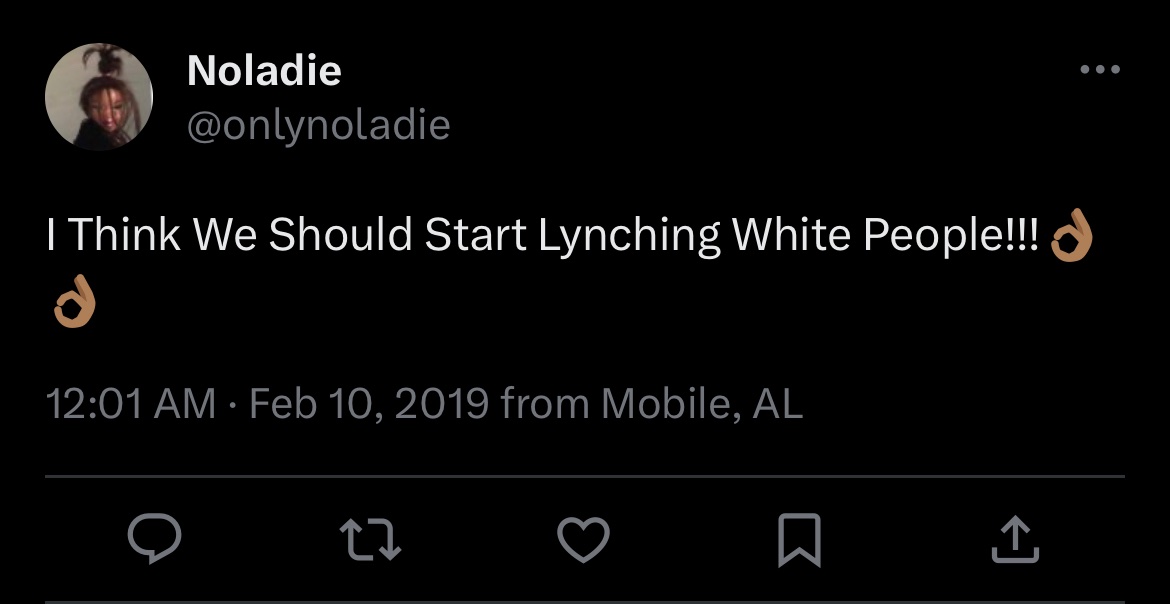 Noladie
@onlynoladie
I Think We Should Start Lynching White People!!!👌🏽
👌🏽
12:01 AM · Feb 10, 2019 from Mobile, AL